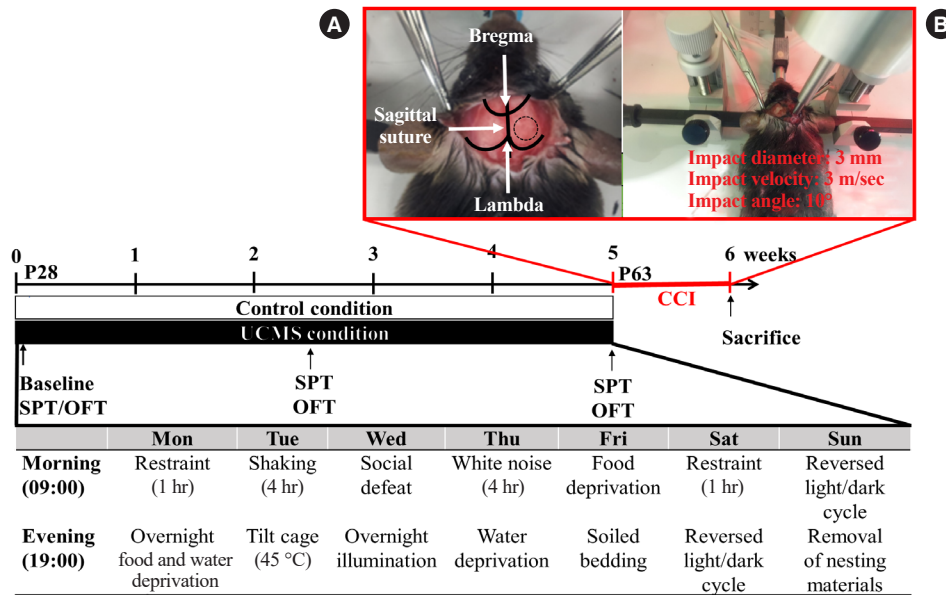 A
B
Bregma
Sagittal
suture
Lambda
Impact diameter: 3 mm
Impact velocity: 3 m/sec
Impact angle: 10°
0 1 2 3 4 5 6 weeks
P28 P63
CCI
Control condition
UCMS condition
Sacrifice
Baseline
SPT/OFT
SPT
OFT
SPT
OFT
Mon Tue Wed Thu Fri Sat Sun
Morning Restraint Shaking Social White noise Food Restraint Reversed
(09:00) (1 hr) (4 hr) defeat (4 hr) deprivation (1 hr) light/dark
cycle
Evening Overnight Tilt cage Overnight Water Soiled Reversed Removal
(19:00) food and water (45 °C) illumination deprivation bedding light/dark of nesting
deprivation cycle materials